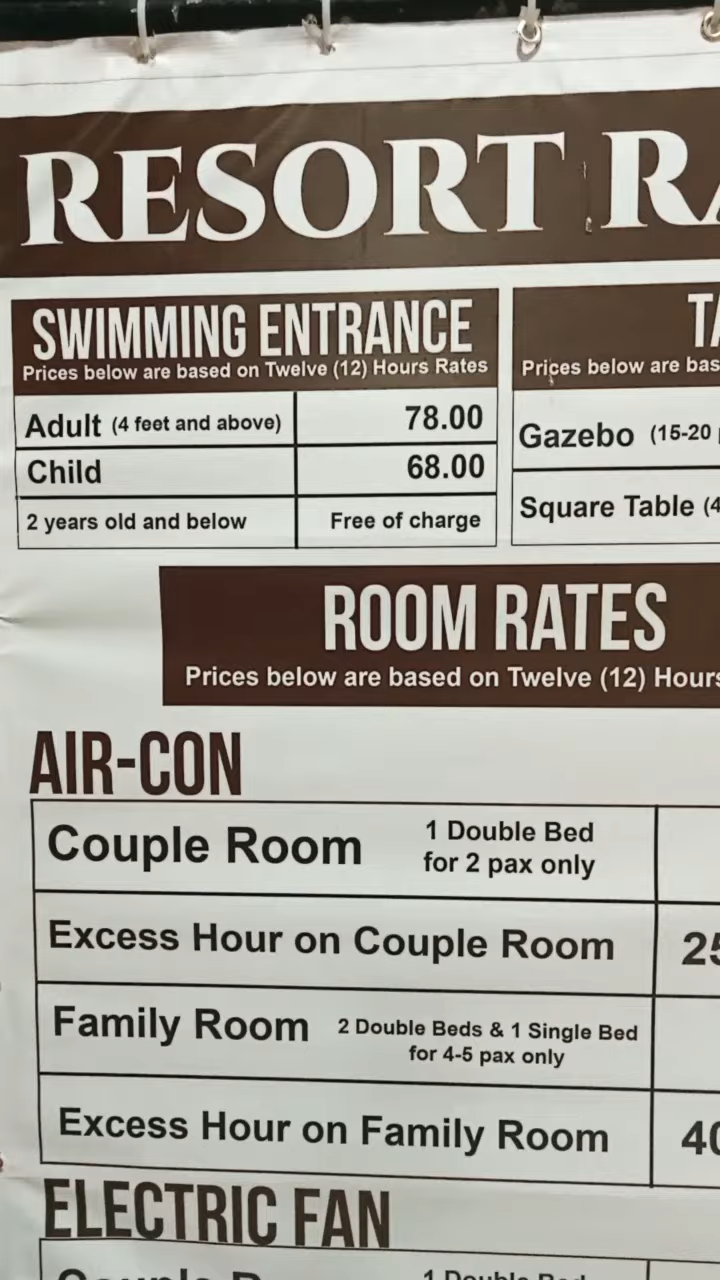 RESORT
SWIMMING ENTRANCE
Prices below are based on Twelve (12) Hours Rates
Adult (4 feet and above) 78.00
Child 68.00
2 years old and below Free of charge
Prices below are
Gazebo (15-20
Square Table (4
ROOM RATES
Prices below are based on Twelve (12) Hours
AIR-CON
Couple Room 1 Double Bed
for 2 pax only
Excess Hour on Couple Room 25
Family Room 2 Double Beds & 1 Single Bed
for 4-5 pax only
Excess Hour on Family Room 40
ELECTRIC FAN
1 Double Bed